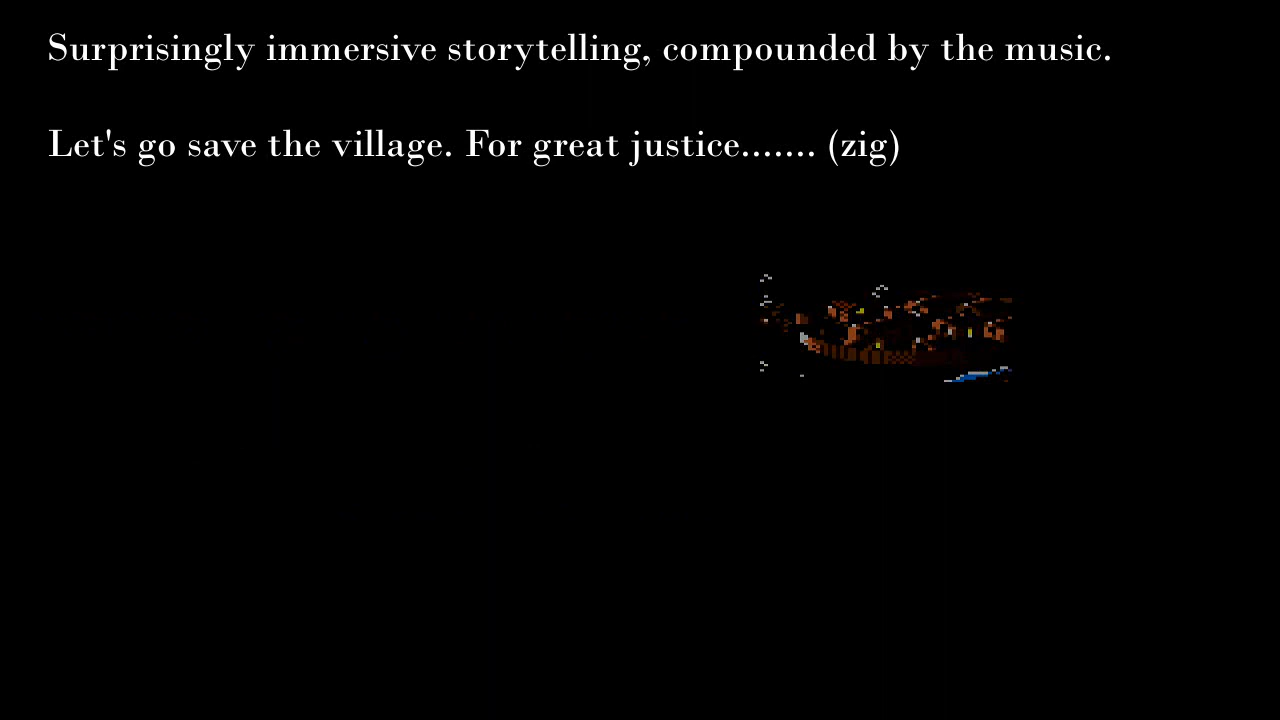 Surprisingly immersive storytelling, compounded by the music.
Let's go save the village. For great justice....... (zig)